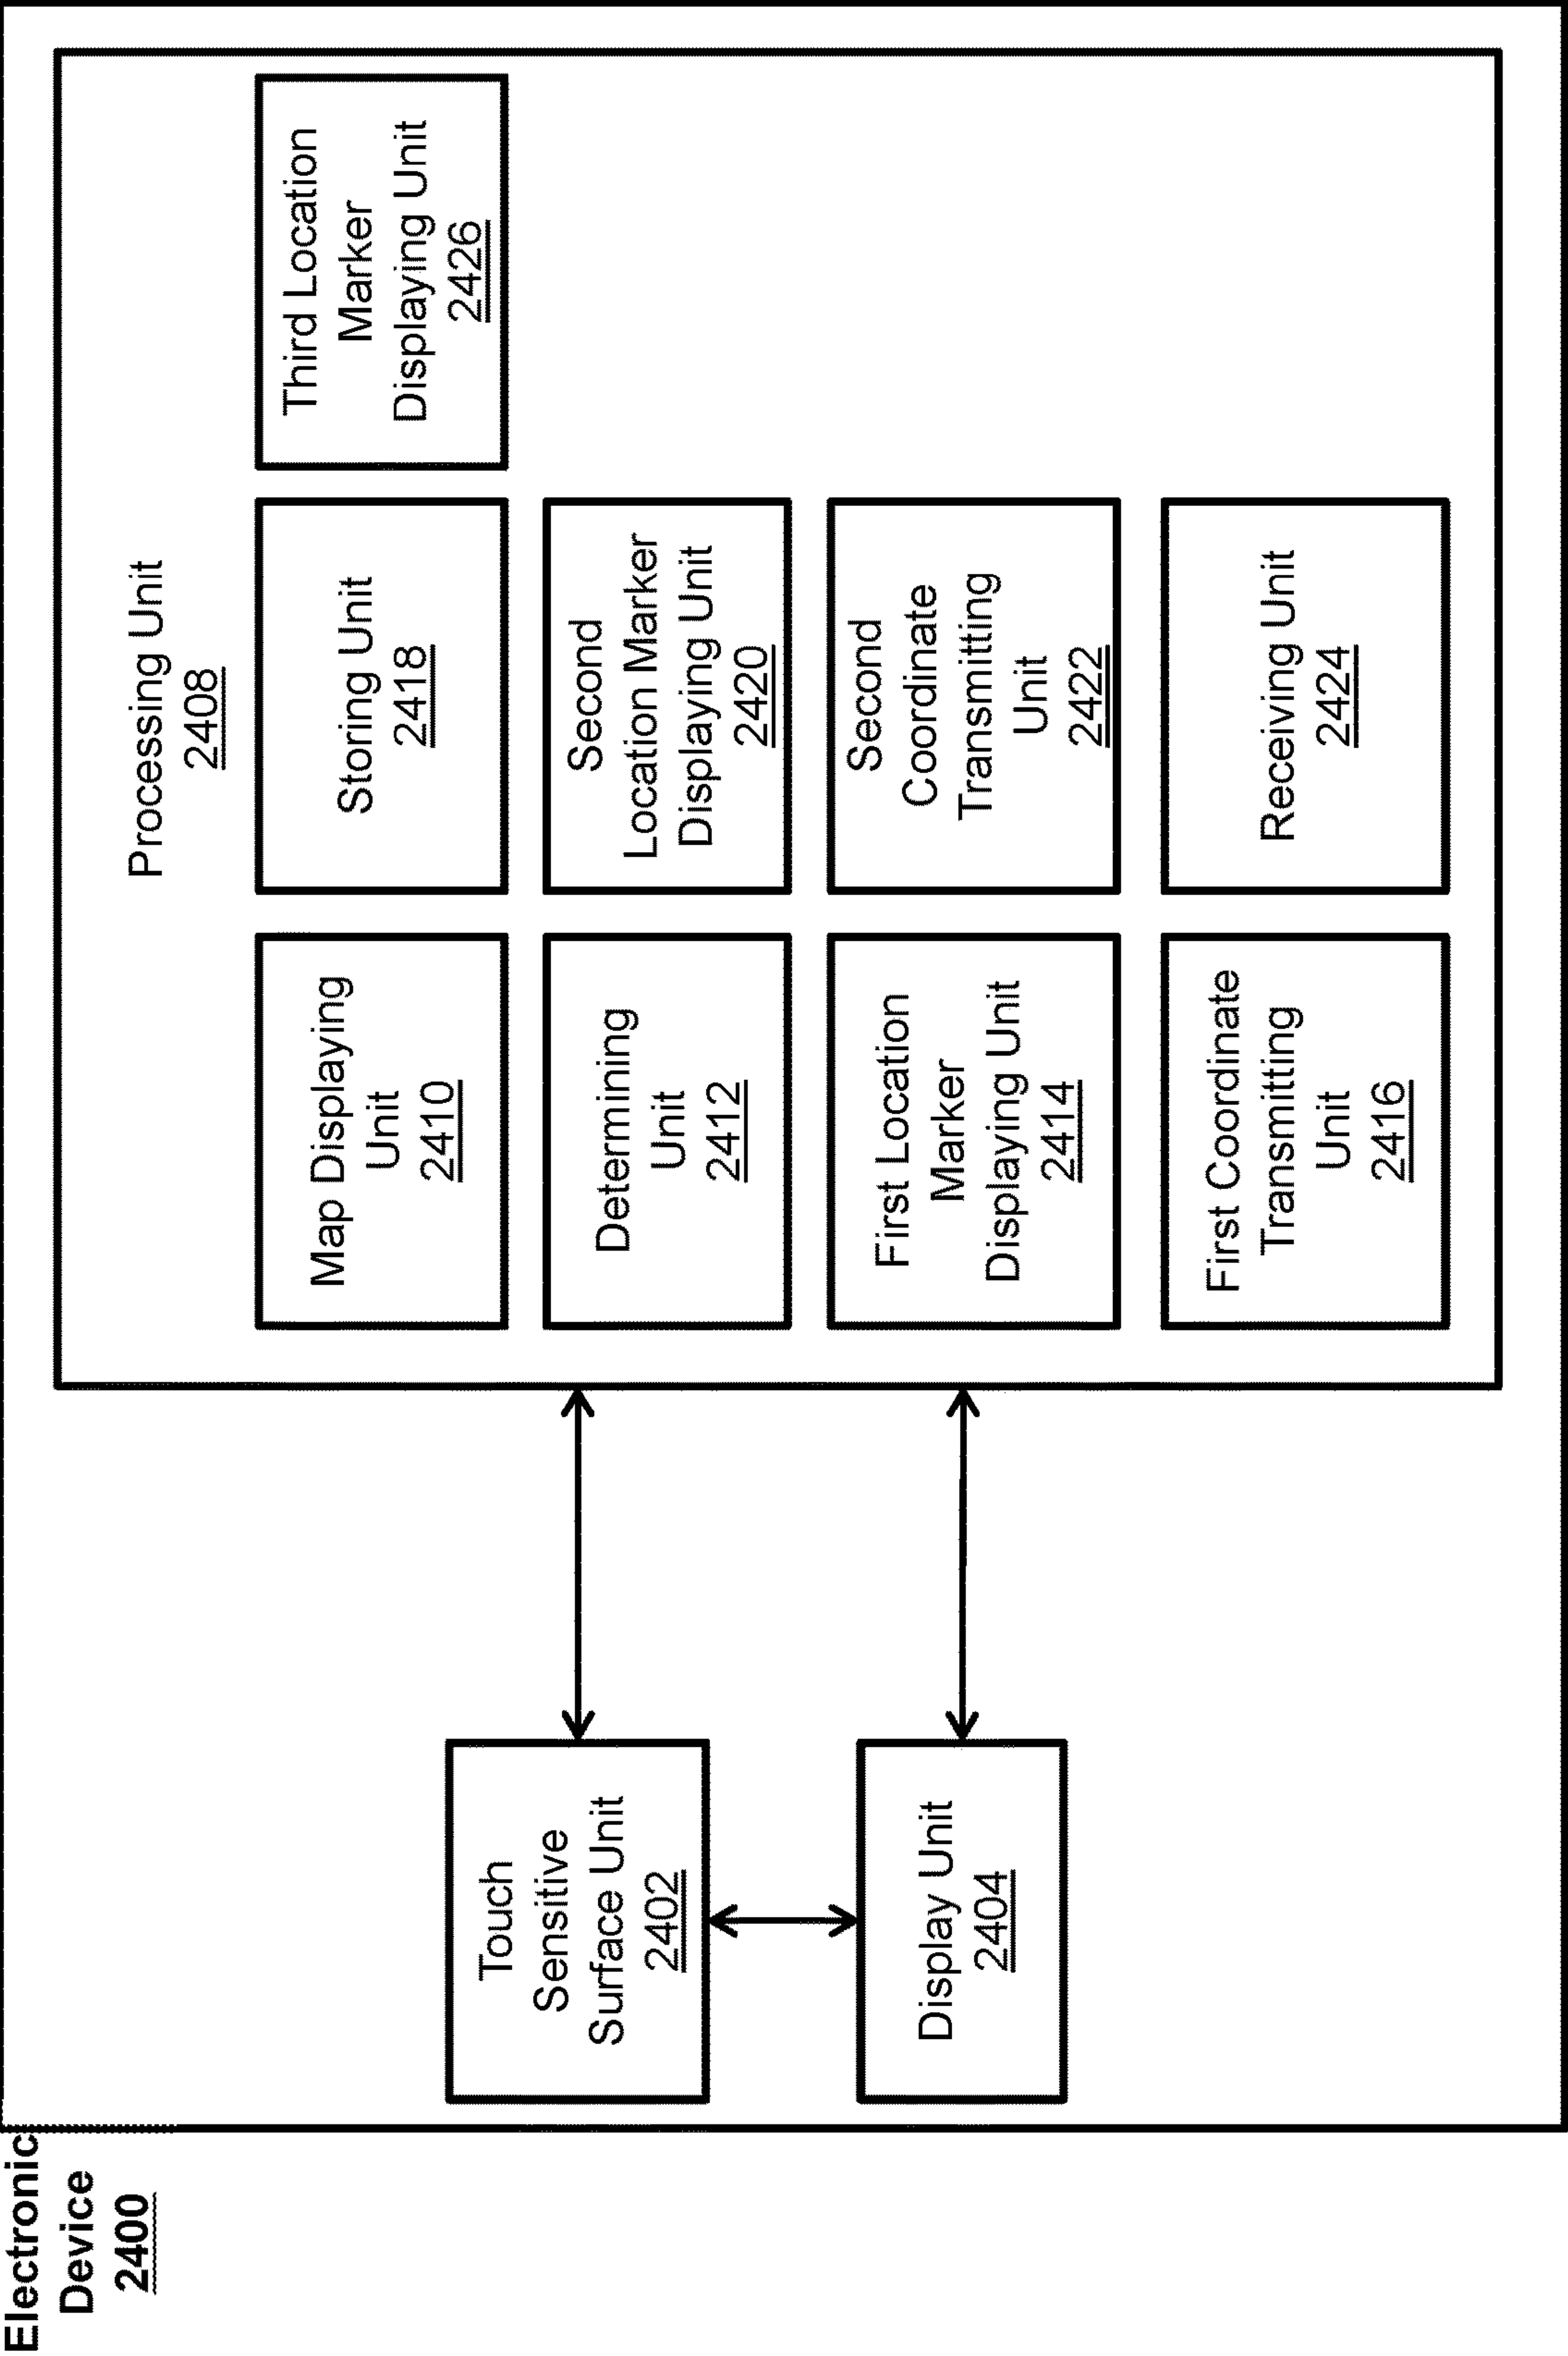 Electronic
Device
2400
Touch
Sensitive
Surface Unit
2402
Display Unit
2404
Processing Unit
2408
Map Displaying
Unit
2410
Determining
Unit
2412
First Location
Marker
Displaying Unit
2414
First Coordinate
Transmitting
Unit
2416
Storing Unit
2418
Second
Location Marker
Displaying Unit
2420
Second
Coordinate
Transmitting
Unit
2422
Receiving Unit
2424
Third Location
Marker
Displaying Unit
2426